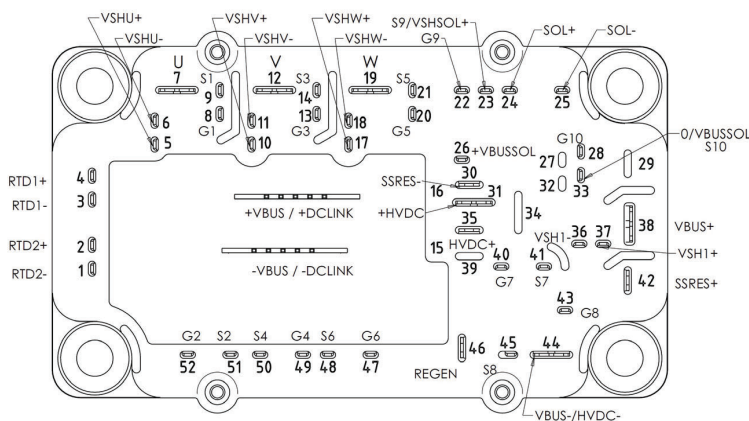 VSHU+
VSHU-
VSHV+
VSHV-
VSHW+
VSHW-
S9/VSHSOL+
G9
SOL+
SOL-
U
7
S1
9
8
G1
V
12
S3
14
13
G3
W
19
S5
21
20
G5
22
23
24
25
6
5
11
10
18
17
G10
28
27
32
33
0/VBUSSOL
S10
29
26
+VBUSSOL
30
SSRES-
16
31
+HVDC
34
35
15
HVDC+
39
VSH1-
36
37
38
VBUS+
VSH1+
42
SSRES+
40
G7
41
S7
43
G8
RTD1+
4
RTD1-
3
RTD2+
2
RTD2-
1
+VBUS / +DCLINK
-VBUS / -DCLINK
G2
S2
S4
G4
S6
G6
52
51
50
49
48
47
46
REGEN
45
S8
44
VBUS-/HVDC-